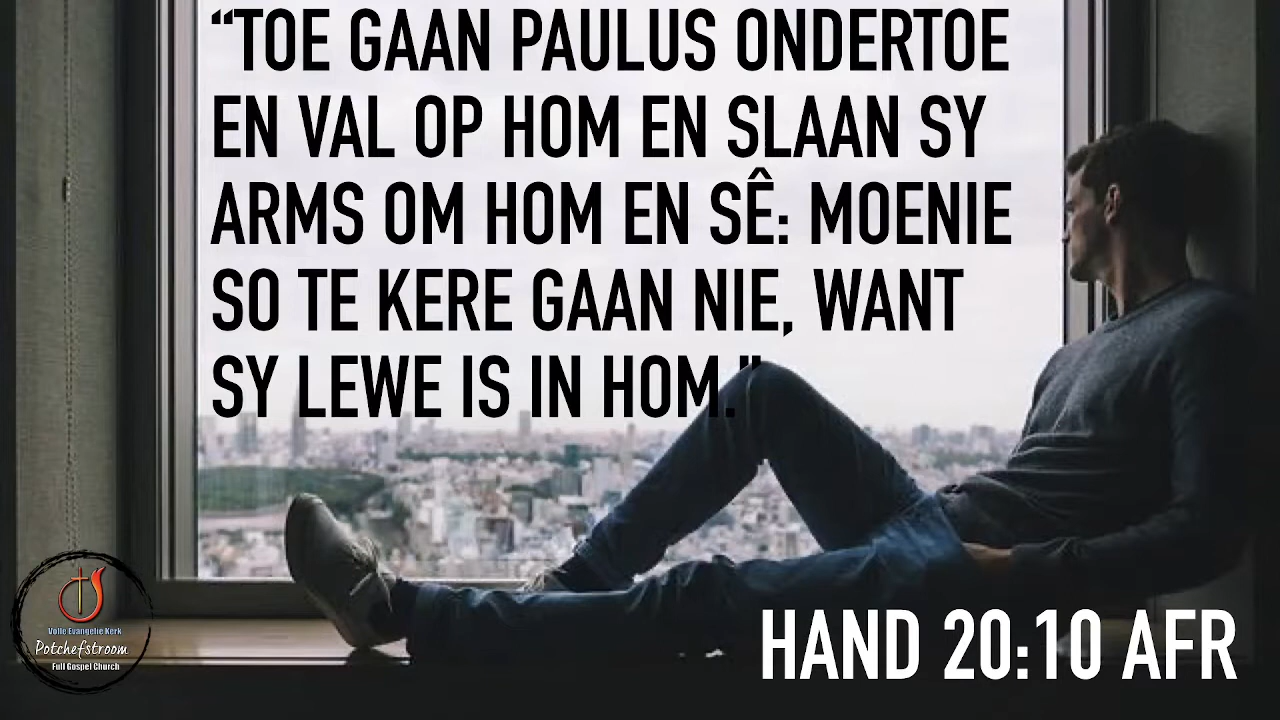 “TOE GAAN PAULUS ONDERTOE
EN VAL OP HOM EN SLAAN SY
ARMS OM HOM EN SÊ: MOENIE
SO TE KERE GAAN NIE, WANT
SY LEWE IS IN HOM."
HAND 20:10 AFR
Volle Evangelie Kerk
Potchefstroom
Full Gospel Church